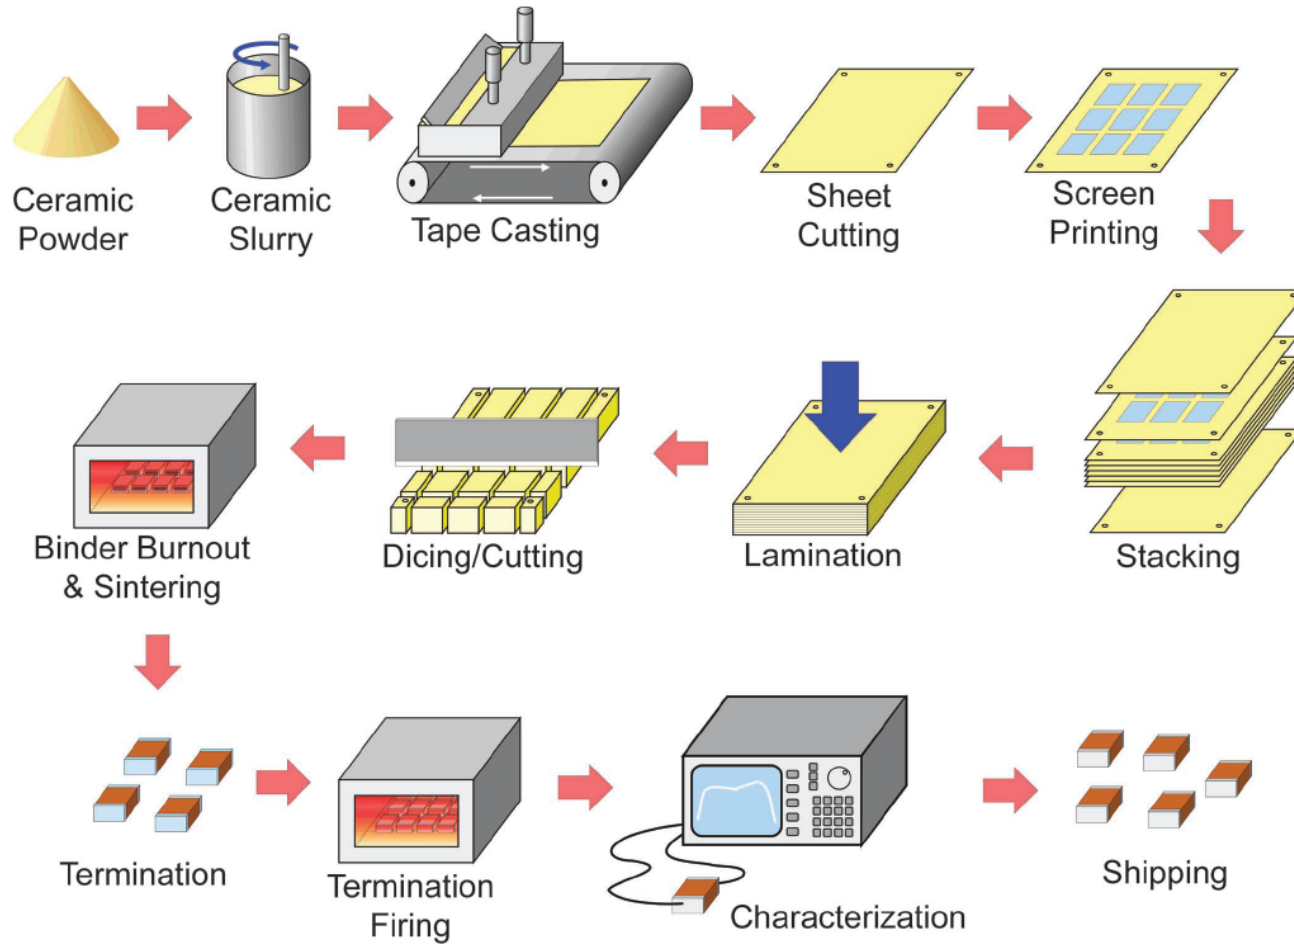 Ceramic
Powder
Ceramic
Slurry
Tape Casting
Sheet
Cutting
Screen
Printing
Binder Burnout
& Sintering
Dicing/Cutting
Lamination
Stacking
Termination
Termination
Firing
Characterization
Shipping